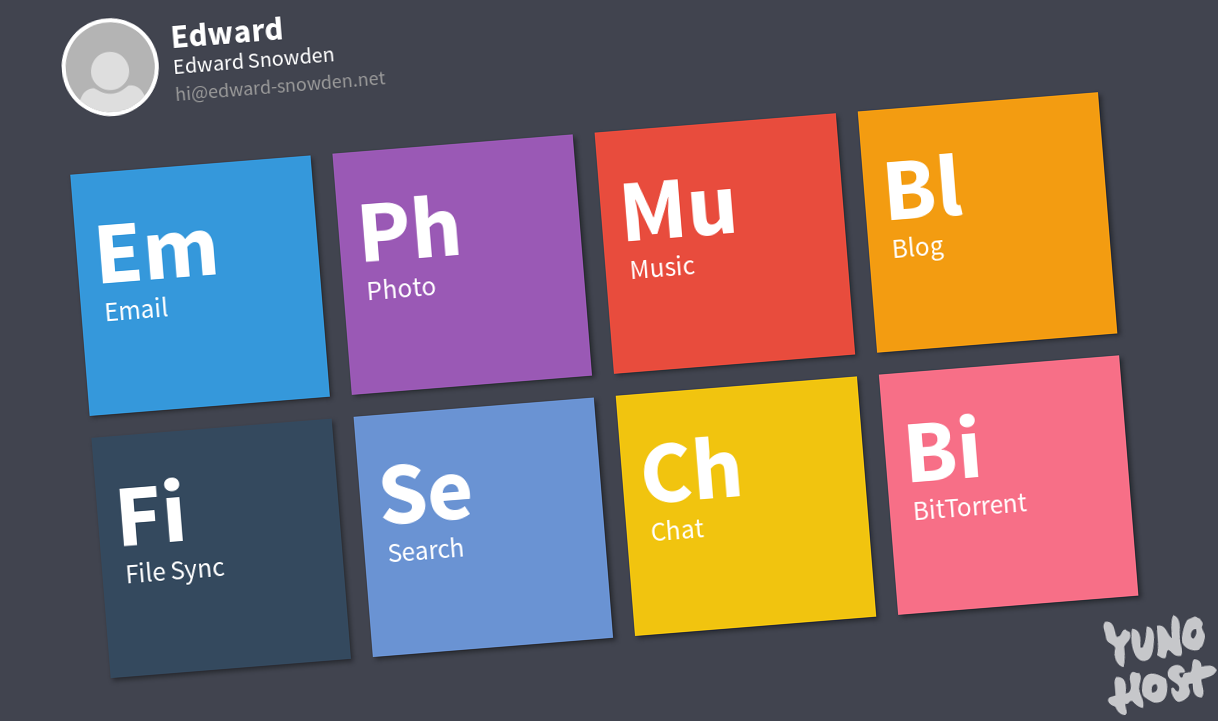 Edward
Edward Snowden
hi@edward-snowden.net
Em
Email
Ph
Photo
Mu
Music
Bl
Blog
Fi
File Sync
Se
Search
Ch
Chat
Bi
BitTorrent
YUNO
HOST